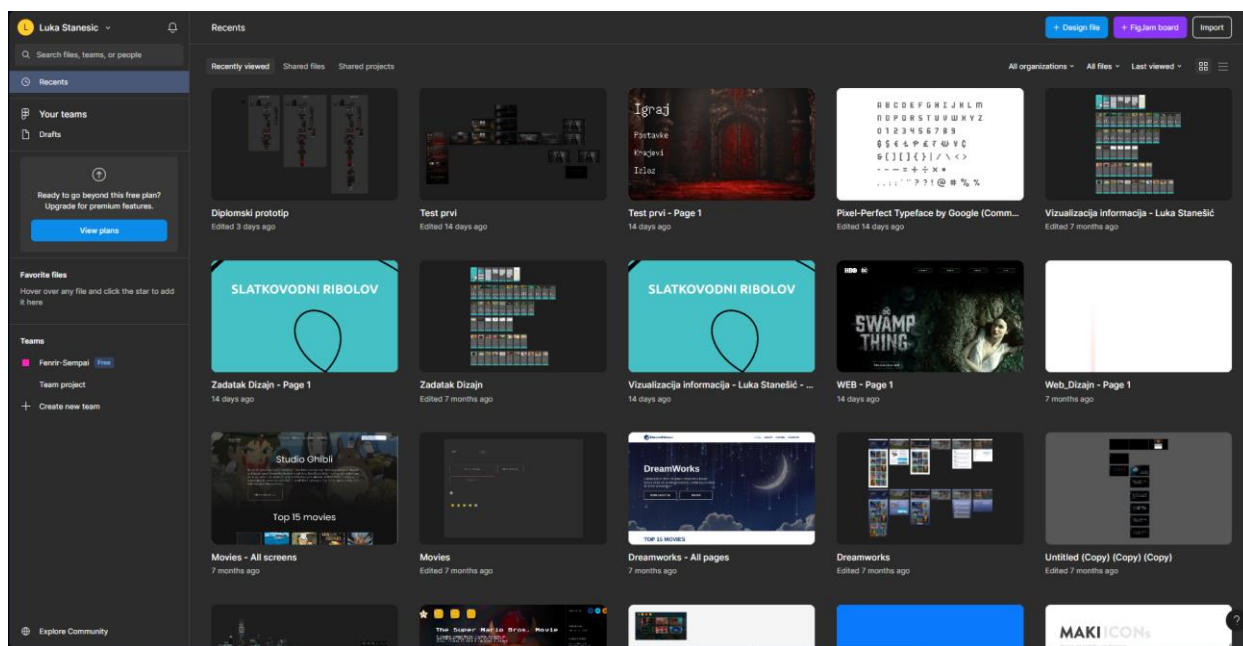 L Luka Stanesic
Search files, teams, or people
Recents
Your teams
Drafts
Ready to go beyond this free plan?
Upgrade for premium features.
View plans
Favorite files
Hover over any file and click the star to add
it here
Teams
Fenrir-Sempai Free
Team project
+ Create new team
Explore Community
Recents
+ Design file + FigJam board Import
Recently viewed Shared files Shared projects
All organizations All files Last viewed
Igraj
Postavke
Krajevi
Izlaz
Diplomski prototip
Edited 3 days ago
Test prvi
Edited 14 days ago
Test prvi - Page 1
14 days ago
Pixel-Perfect Typeface by Google (Comm...
Edited 14 days ago
Vizualizacija informacija - Luka Stanešić
Edited 7 months ago
SLATKOVODNI RIBOLOV
SLATKOVODNI RIBOLOV
HBO DC
DC
SWAMP
THING
Zadatak Dizajn - Page 1
14 days ago
Zadatak Dizajn
Edited 7 months ago
Vizualizacija informacija - Luka Stanešić - ...
14 days ago
WEB - Page 1
14 days ago
Web_Dizajn - Page 1
7 months ago
Studio Ghibli
Top 15 movies
DreamWorks
TOP 15 MOVIES
Movies - All screens
7 months ago
Movies
Edited 7 months ago
Dreamworks - All pages
7 months ago
Dreamworks
Edited 7 months ago
Untitled (Copy) (Copy) (Copy)
Edited 7 months ago
The Super Mario Bros. Movie
MAKI ICONs
?